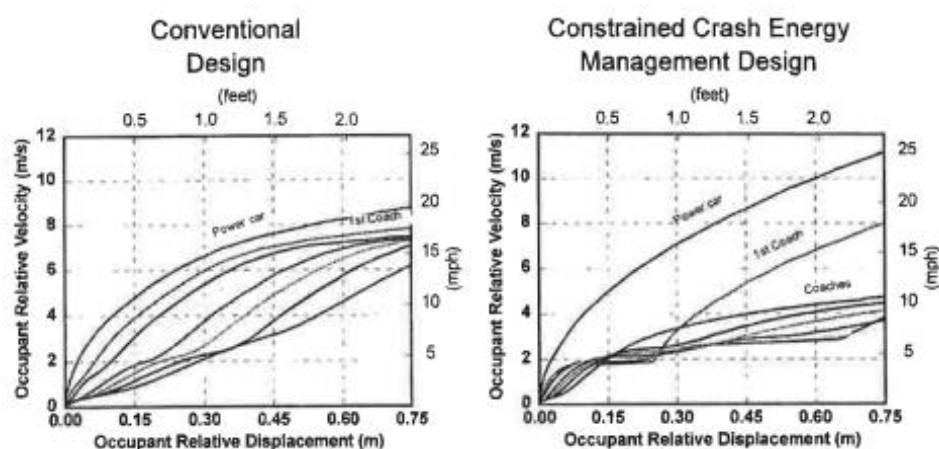 Conventional
Design
(feet)
0.5 1.0 1.5 2.0
12
10
8
6
4
2
0
Occupant Relative Velocity (m/s)
25
20
15
10
5
(mph)
Power car
1st Coach
0.00 0.15 0.30 0.45 0.60 0.75
Occupant Relative Displacement (m)
Constrained Crash Energy
Management Design
(feet)
0.5 1.0 1.5 2.0
12
10
8
6
4
2
0
Occupant Relative Velocity (m/s)
25
20
15
10
5
(mph)
Power car
1st Coach
Coaches
0.00 0.15 0.30 0.45 0.60 0.75
Occupant Relative Displacement (m)